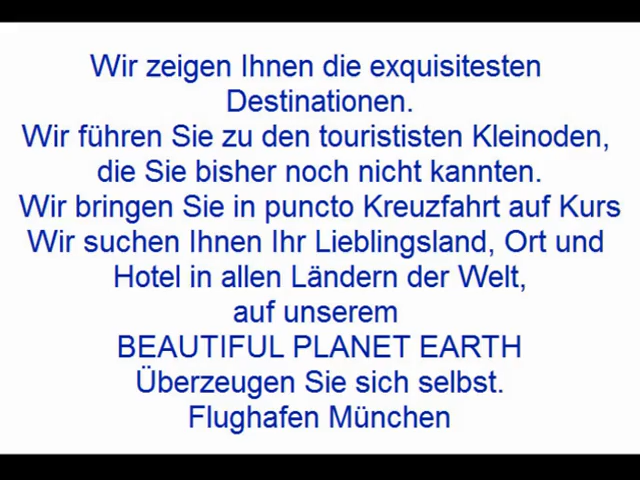 Wir zeigen Ihnen die exquisitesten
Destinationen.
Wir führen Sie zu den tourististen Kleinoden,
die Sie bisher noch nicht kannten.
Wir bringen Sie in puncto Kreuzfahrt auf Kurs
Wir suchen Ihnen Ihr Lieblingsland, Ort und
Hotel in allen Ländern der Welt,
auf unserem
BEAUTIFUL PLANET EARTH
Überzeugen Sie sich selbst.
Flughafen München